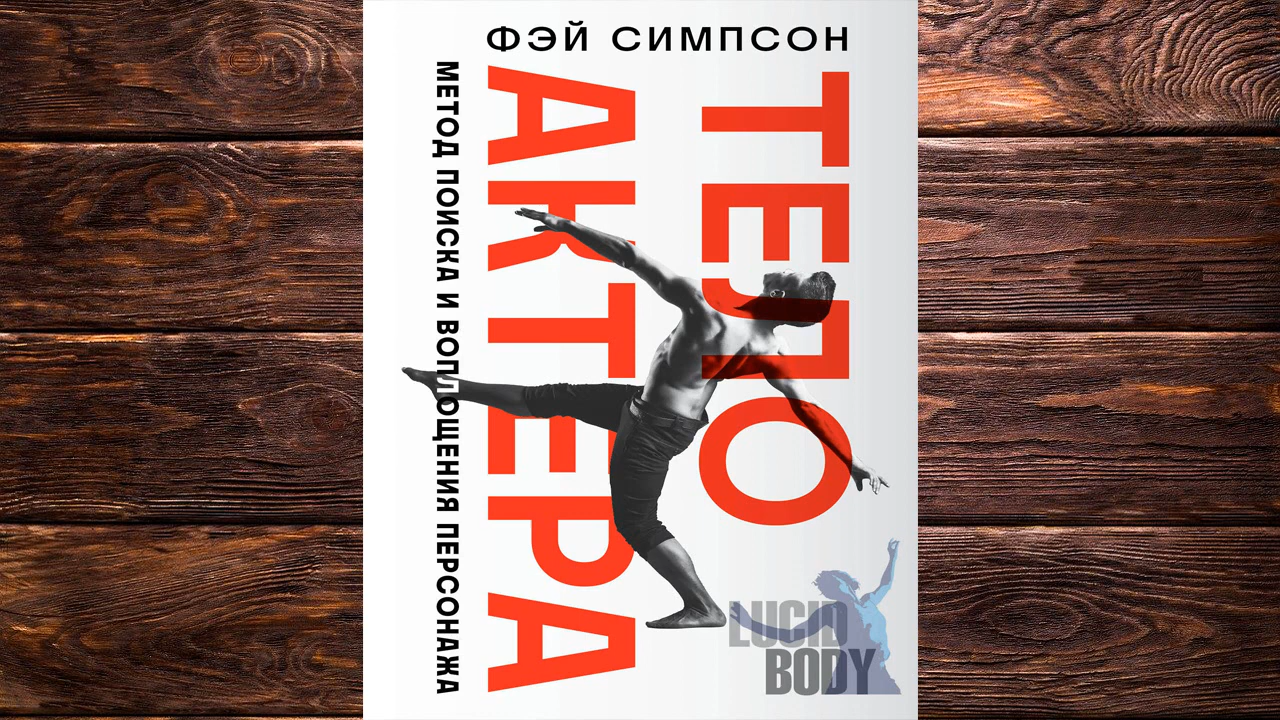 ФЭЙ СИМПСОН
ТЕЛО
АКТЕРА
МЕТОД ПОИСКА И ВОПЛОЩЕНИЯ ПЕРСОНАЖА
LUCID
BODY